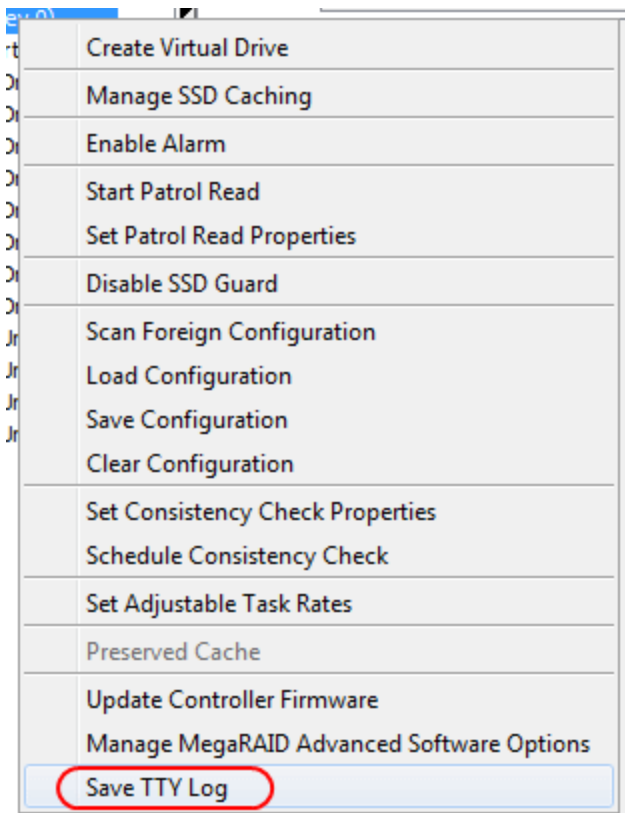 Create Virtual Drive
Manage SSD Caching
Enable Alarm
Start Patrol Read
Set Patrol Read Properties
Disable SSD Guard
Scan Foreign Configuration
Load Configuration
Save Configuration
Clear Configuration
Set Consistency Check Properties
Schedule Consistency Check
Set Adjustable Task Rates
Preserved Cache
Update Controller Firmware
Manage MegaRAID Advanced Software Options
Save TTY Log